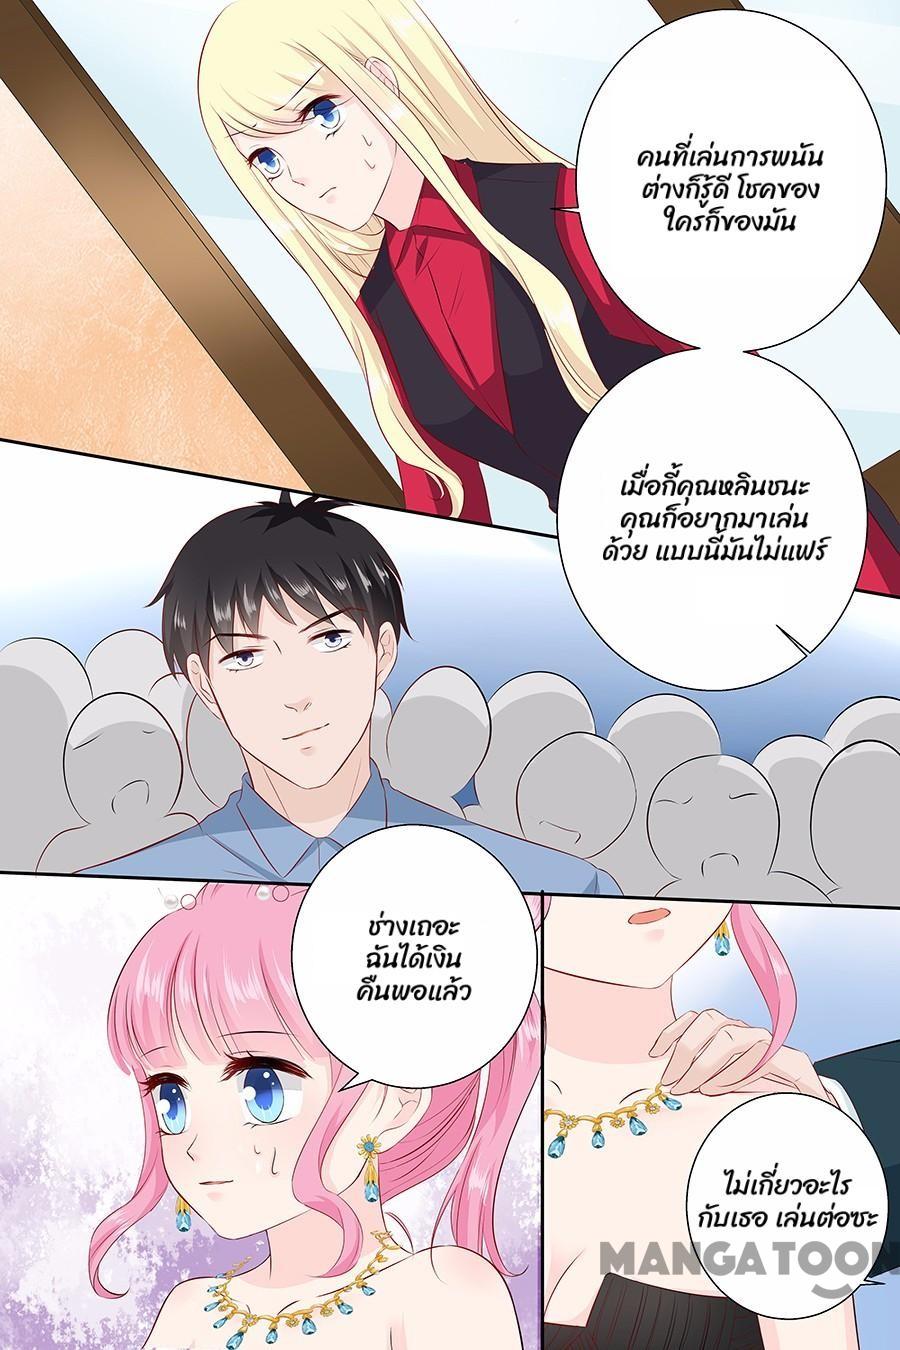 คนที่เล่นการพนัน
ต่างก็รู้ดี โชคของ
ใครก็ของมัน
เมื่อกี้คุณหลินชนะ
คุณก็อยากมาเล่น
ด้วย แบบนี้มันไม่แฟร์
ช่างเถอะ
ฉันได้เงิน
คืนพอแล้ว
ไม่เกี่ยวอะไร
กับเธอ เล่นต่อซะ
MANGATOON